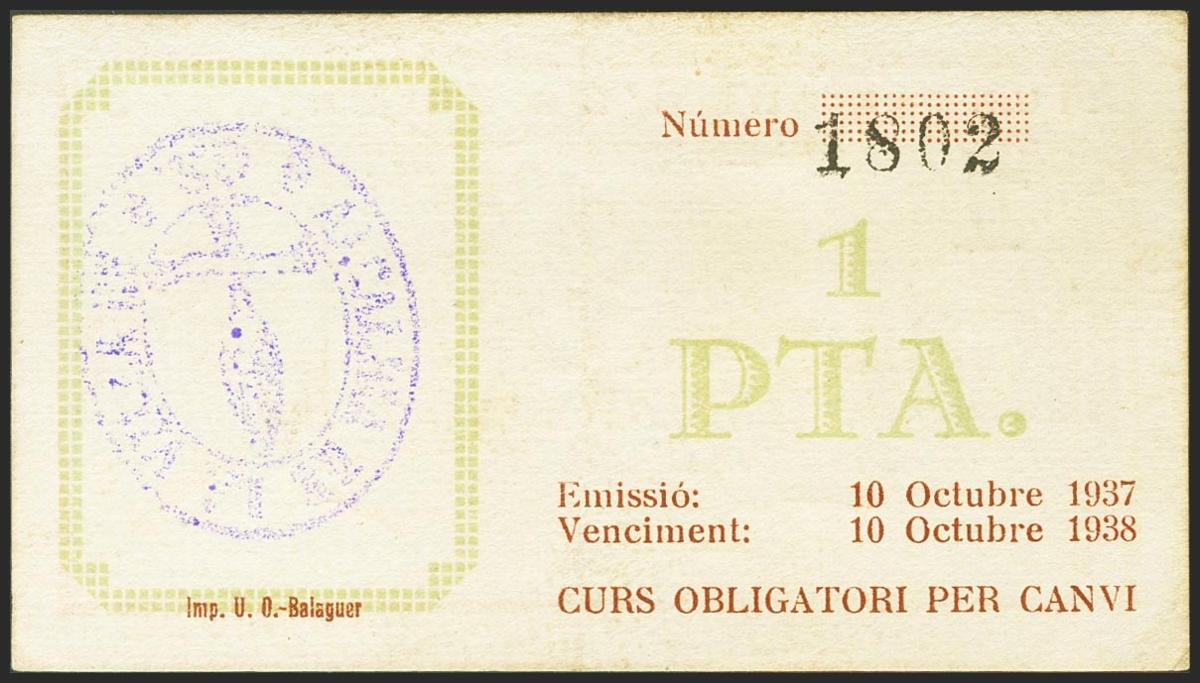 Número 1802
1
PTA.
Emissió: 10 Octubre 1937
Venciment: 10 Octubre 1938
CURS OBLIGATORI PER CANVI
Imp. U. O.-Balaguer